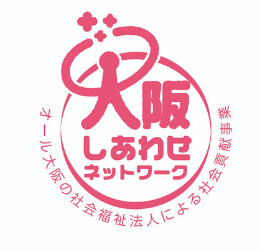 大阪
しあわせ
ネットワーク
オール大阪の社会福祉法人による社会貢献事業